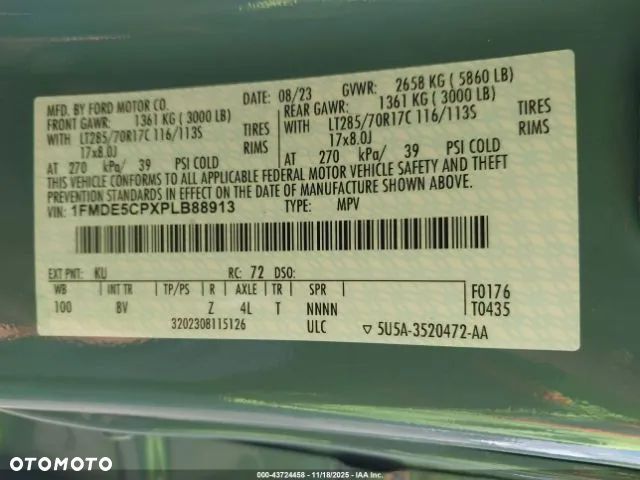 MFD. BY FORD MOTOR CO.
DATE: 08/23 GVWR: 2658 KG ( 5860 LB)
FRONT GAWR: 1361 KG ( 3000 LB) REAR GAWR: 1361 KG ( 3000 LB)
WITH LT285/70R17C 116/113S TIRES WITH LT285/70R17C 116/113S TIRES
17x8.0J RIMS 17x8.0J RIMS
AT 270 kPa/ 39 PSI COLD AT 270 kPa/ 39 PSI COLD
THIS VEHICLE CONFORMS TO ALL APPLICABLE FEDERAL MOTOR VEHICLE SAFETY AND THEFT
PREVENTION STANDARDS IN EFFECT ON THE DATE OF MANUFACTURE SHOWN ABOVE.
VIN: 1FMDE5CPXPLB88913 TYPE: MPV
EXT PNT: KU RC: 72 DSO:
WB INT TR TP/PS R AXLE TR SPR F0176
100 BV Z 4L T NNNN T0435
3202308115126 ULC ▽ 5U5A-3520472-AA
OTOMOTO
000-43724458 - 11/18/2025 - IAA Inc.